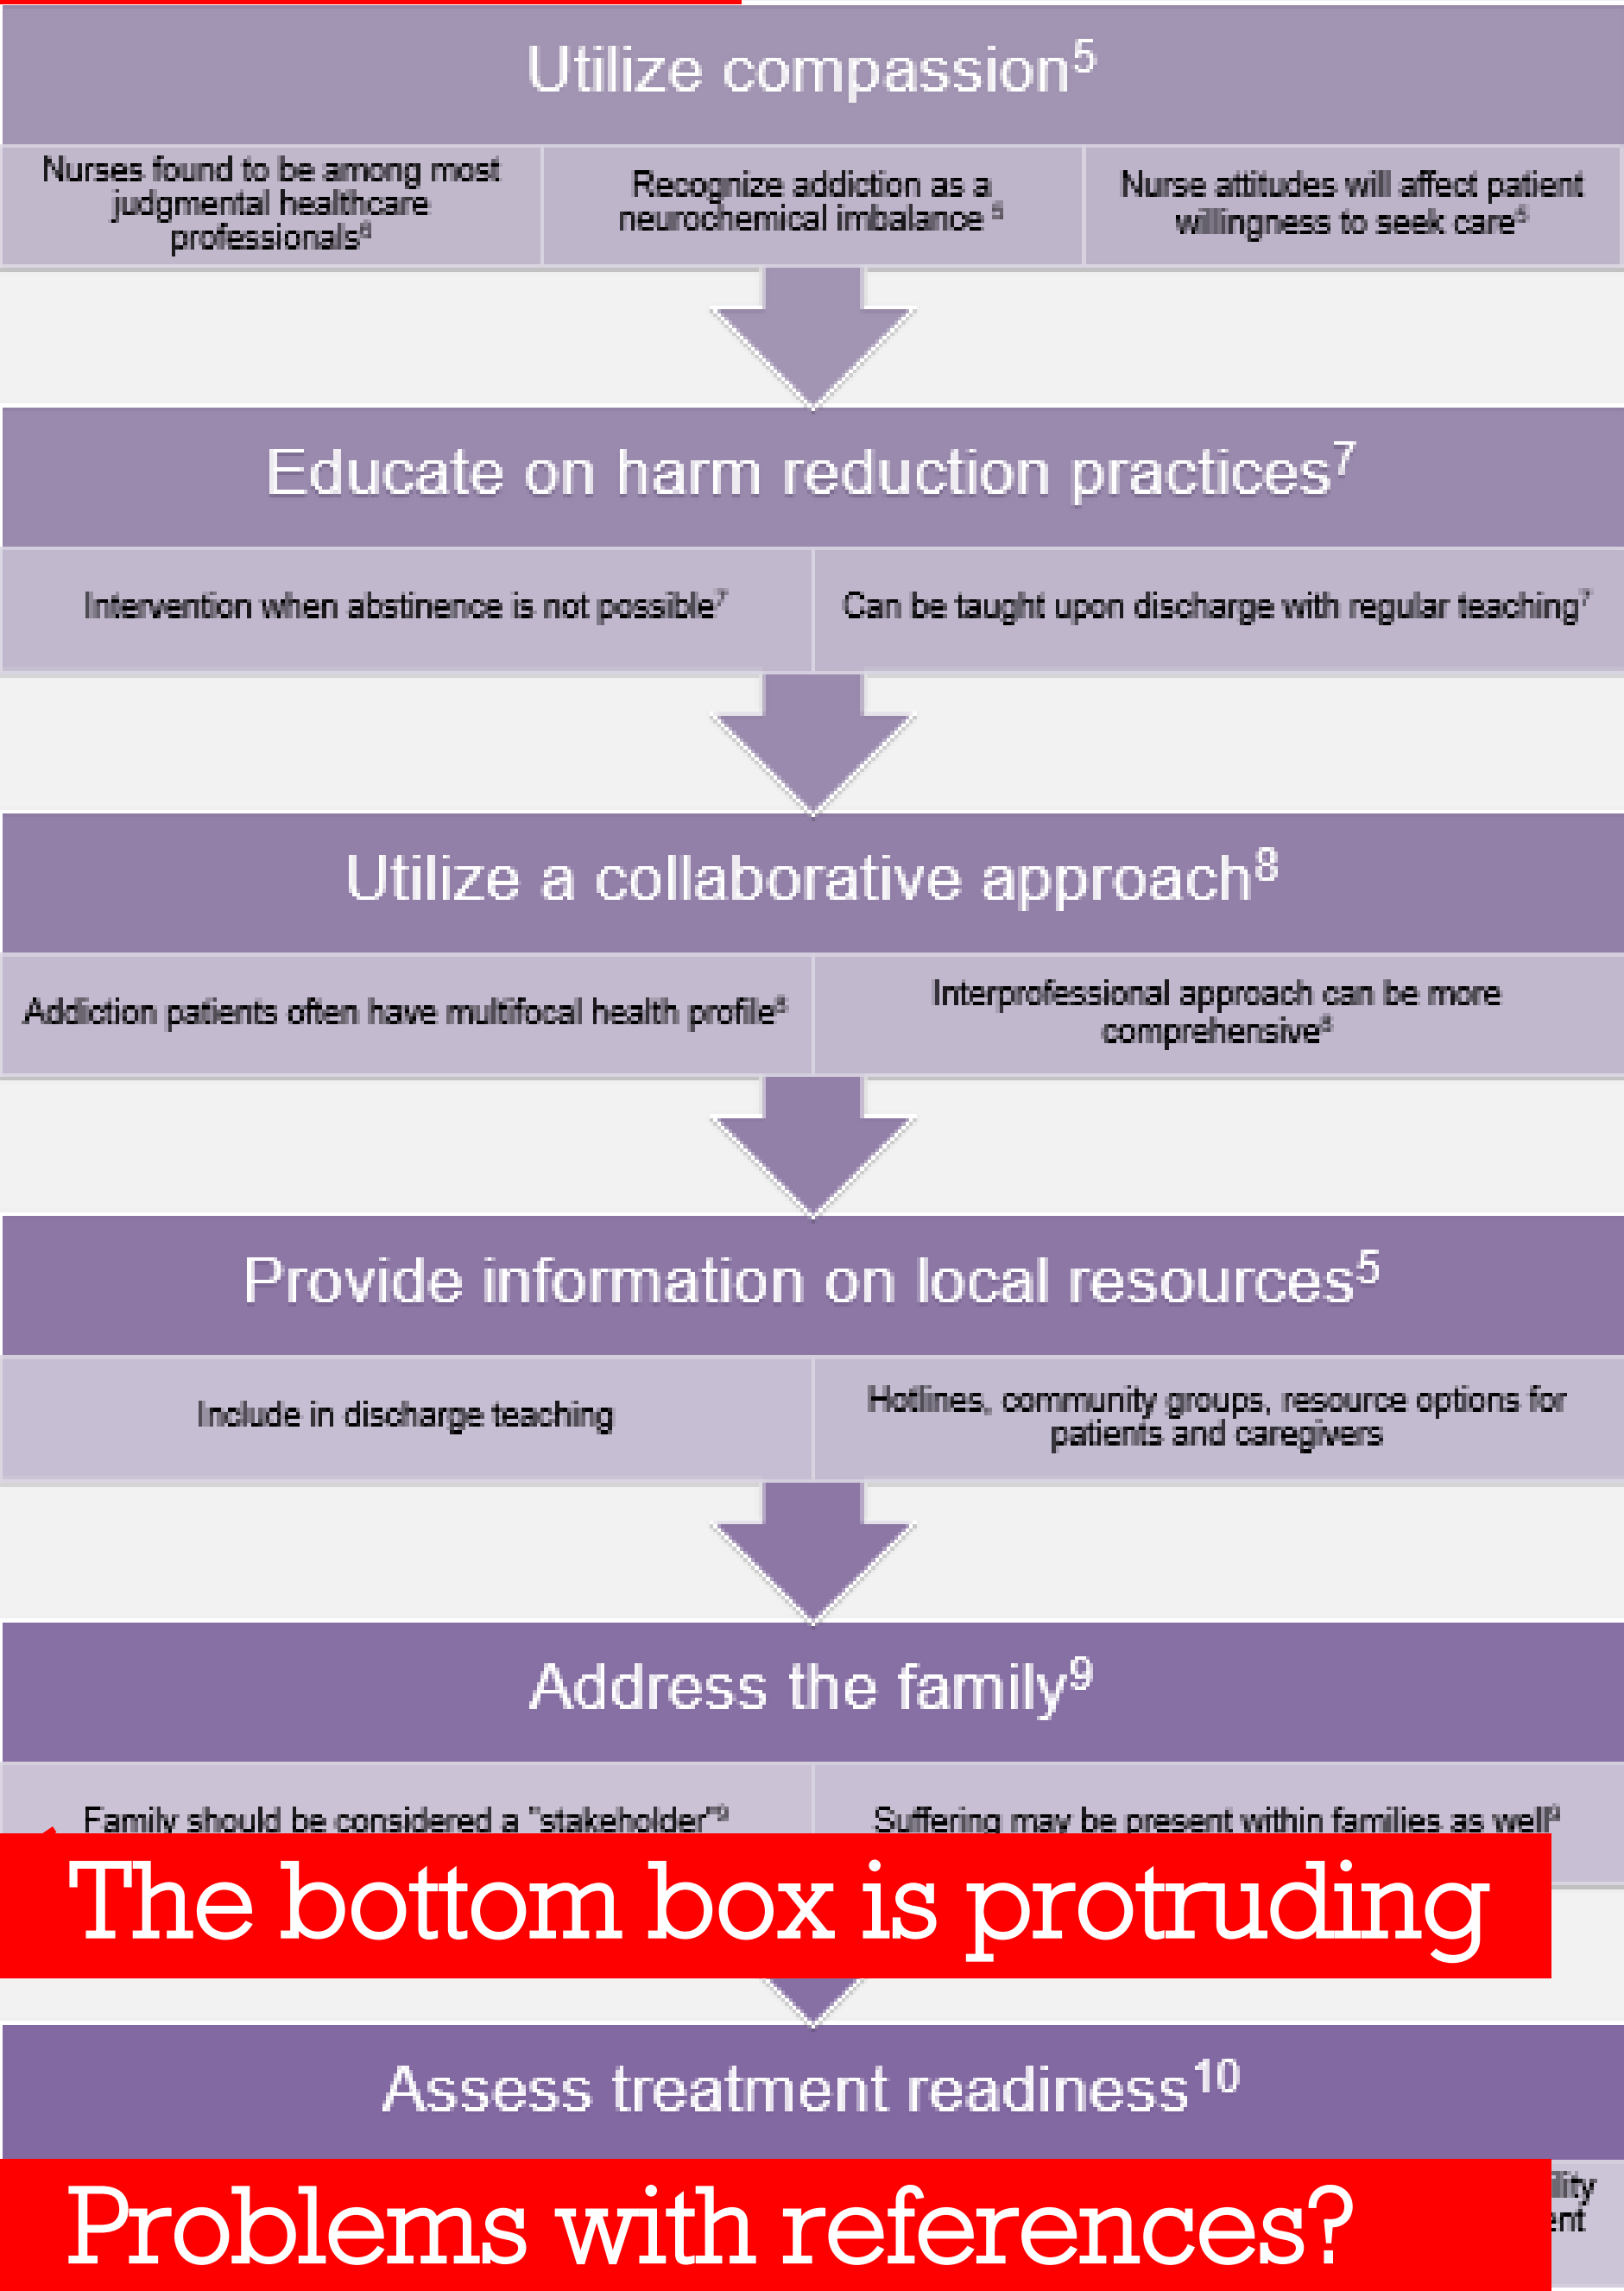 Utilize compassion⁵
Nurses found to be among most
judgmental healthcare
professionals⁶
Recognize addiction as a
neurochemical imbalance ⁵
Nurse attitudes will affect patient
willingness to seek care⁵
Educate on harm reduction practices⁷
Intervention when abstinence is not possible⁷
Can be taught upon discharge with regular teaching⁷
Utilize a collaborative approach⁸
Addiction patients often have multifocal health profile⁸
Interprofessional approach can be more
comprehensive⁸
Provide information on local resources⁵
Include in discharge teaching
Hotlines, community groups, resource options for
patients and caregivers
Address the family⁹
Family should be considered a "stakeholder"⁹
Suffering may be present within families as well⁹
The bottom box is protruding
Assess treatment readiness¹⁰
Problems with references?